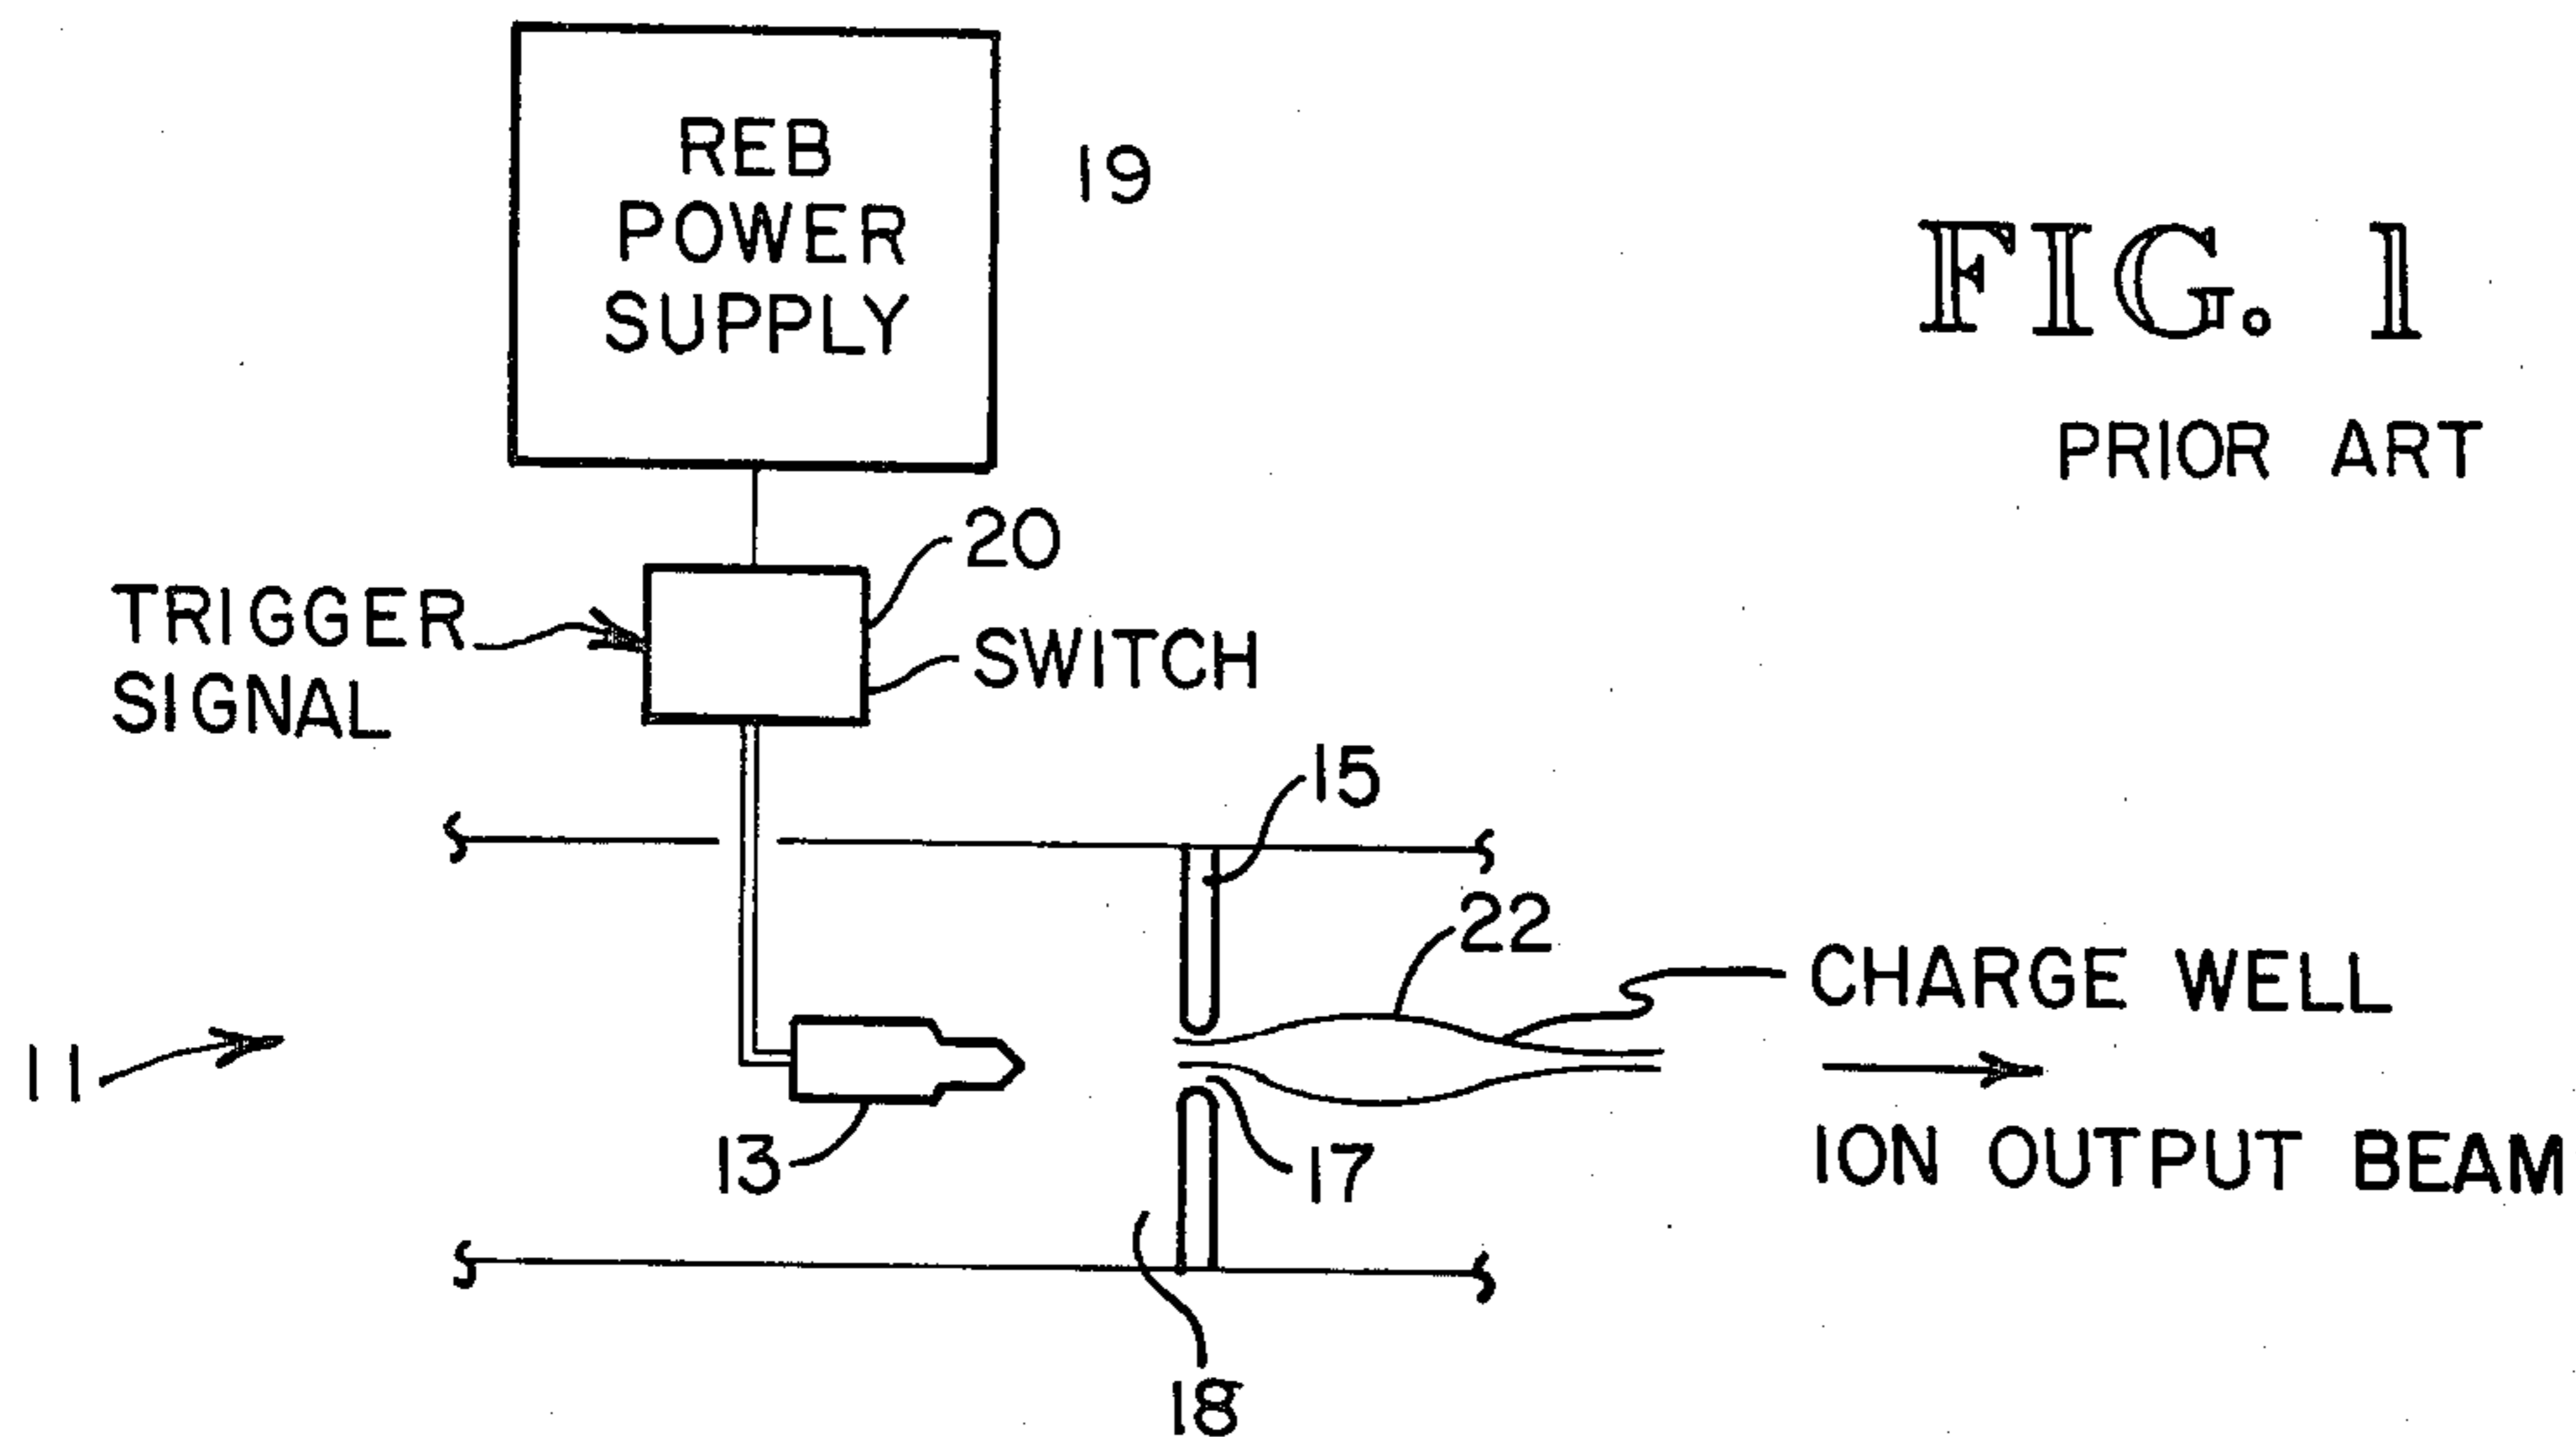 REB
POWER
SUPPLY
19
FIG. 1
PRIOR ART
20
TRIGGER
SIGNAL
SWITCH
15
22
CHARGE WELL
11
13
17
ION OUTPUT BEAM
18